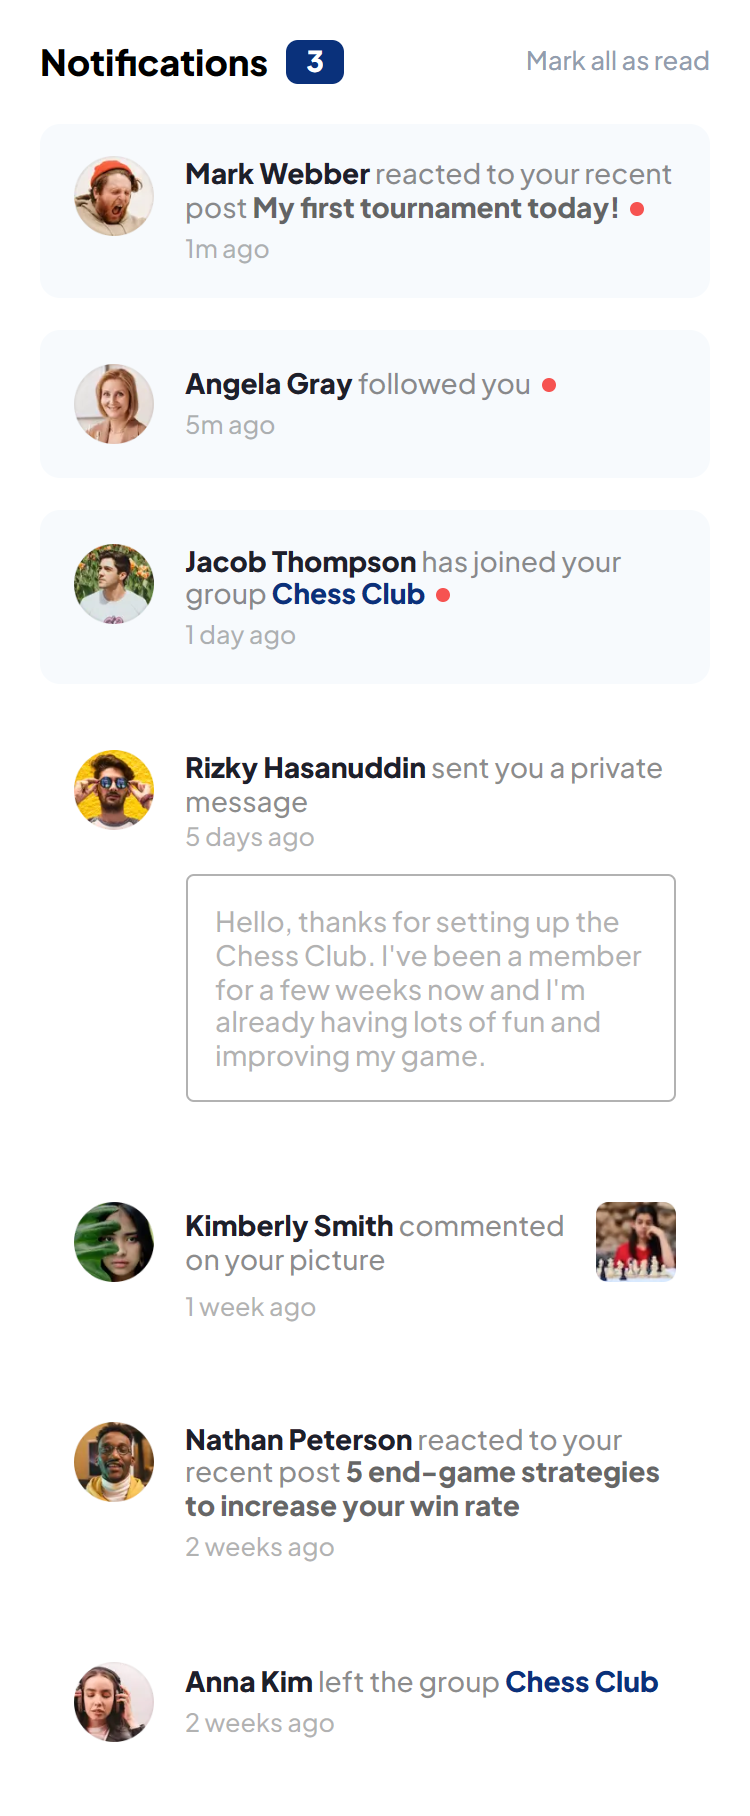 Notifications 3 Mark all as read
Mark Webber reacted to your recent
post My first tournament today!
1m ago
Angela Gray followed you
5m ago
Jacob Thompson has joined your
group Chess Club
1 day ago
Rizky Hasanuddin sent you a private
message
5 days ago
Hello, thanks for setting up the
Chess Club. I've been a member
for a few weeks now and I'm
already having lots of fun and
improving my game.
Kimberly Smith commented
on your picture
1 week ago
Nathan Peterson reacted to your
recent post 5 end-game strategies
to increase your win rate
2 weeks ago
Anna Kim left the group Chess Club
2 weeks ago